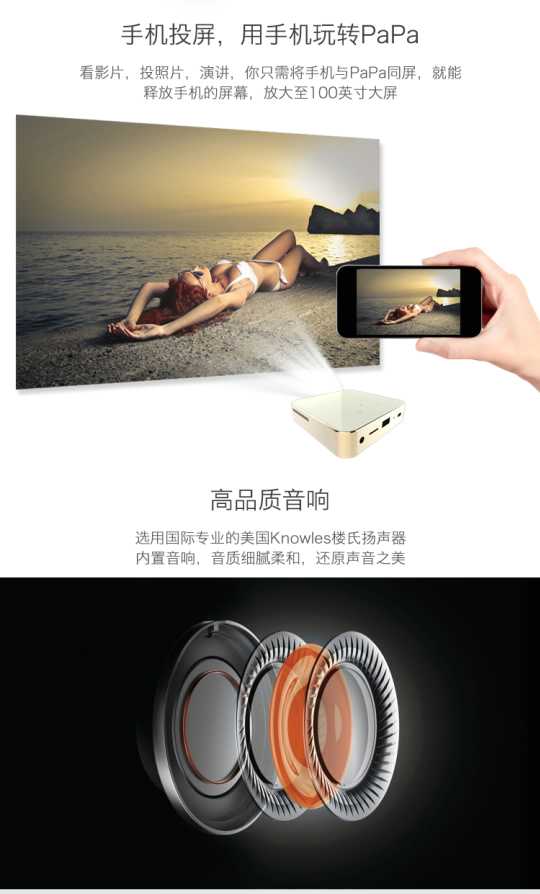 手机投屏，用手机玩转PaPa
看影片，投照片，演讲，你只需将手机与PaPa同屏，就能
释放手机的屏幕，放大至100英寸大屏
高品质音响
选用国际专业的美国Knowles楼氏扬声器
内置音响，音质细腻柔和，还原声音之美